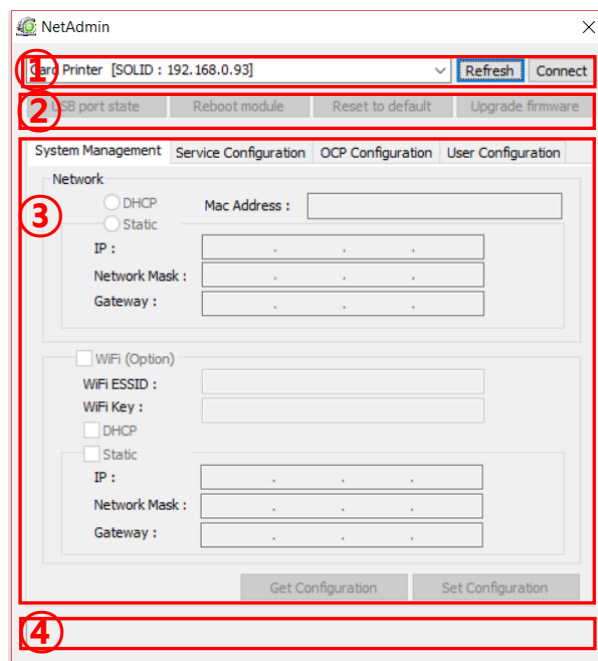 NetAdmin
① Card Printer [SOLID : 192.168.0.93] Refresh Connect
② USB port state Reboot module Reset to default Upgrade firmware
System Management Service Configuration OCP Configuration User Configuration
Network
DHCP Mac Address :
③ Static
IP : . . .
Network Mask : . . .
Gateway : . . .
WiFi (Option)
WiFi ESSID :
WiFi Key :
DHCP
Static
IP : . . .
Network Mask : . . .
Gateway : . . .
Get Configuration Set Configuration
④